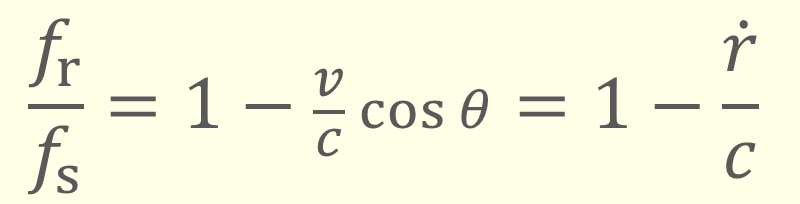 f_r/f_s = 1 − v/c cos θ = 1 − ṙ/c